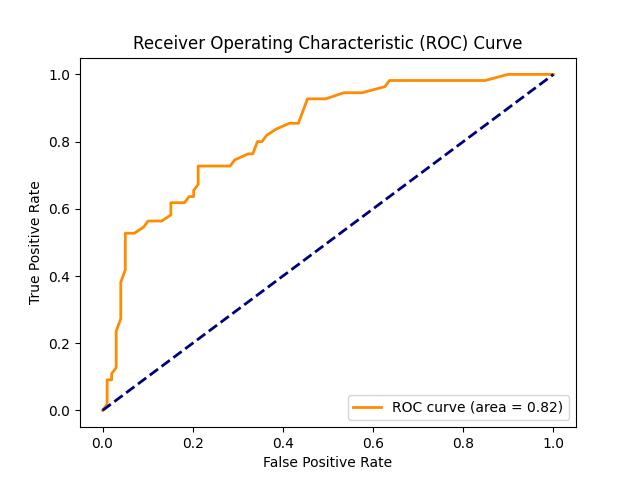 Receiver Operating Characteristic (ROC) Curve
1.0
0.8
0.6
0.4
0.2
0.0
True Positive Rate
ROC curve (area = 0.82)
0.0 0.2 0.4 0.6 0.8 1.0
False Positive Rate